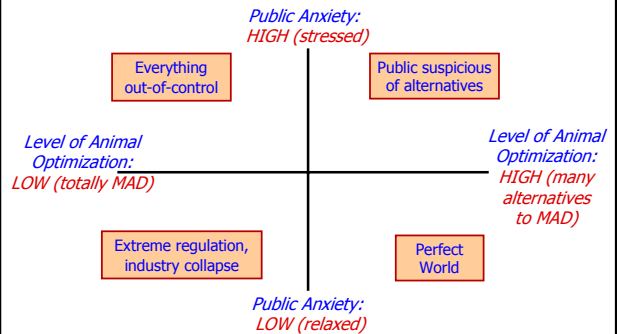 Public Anxiety:
HIGH (stressed)
Everything
out-of-control
Public suspicious
of alternatives
Level of Animal
Optimization:
LOW (totally MAD)
Level of Animal
Optimization:
HIGH (many
alternatives
to MAD)
Extreme regulation,
industry collapse
Perfect
World
Public Anxiety:
LOW (relaxed)